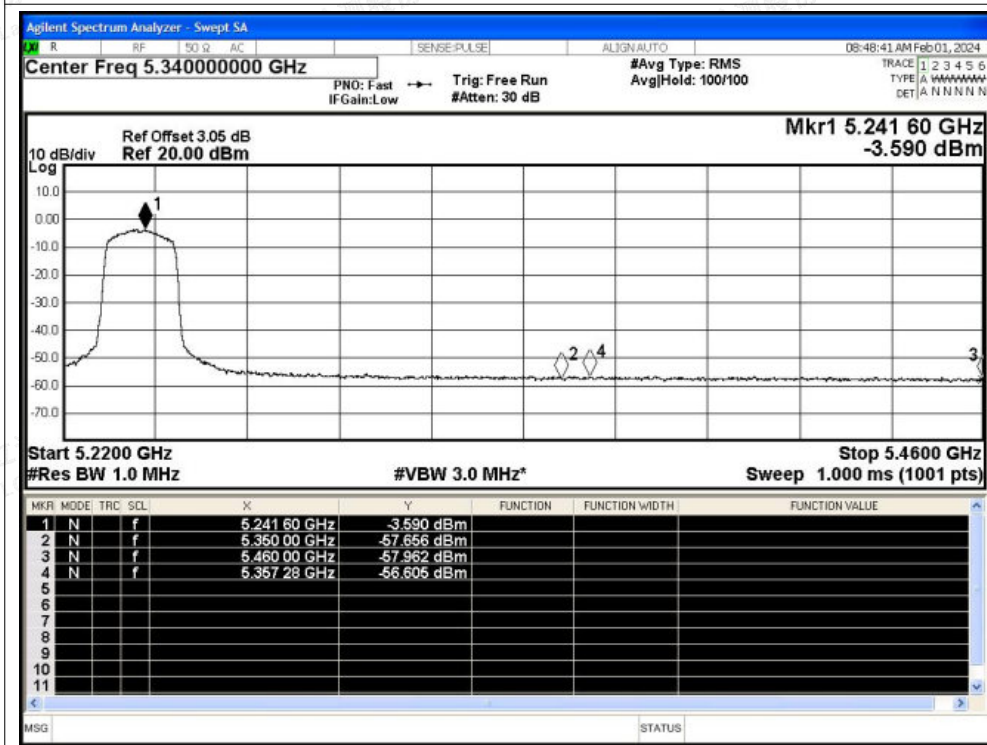 Agilent Spectrum Analyzer - Swept SA
LXI R RF 50 Ω AC SENSE:PULSE ALIGN AUTO 08:48:41 AM Feb 01, 2024
Center Freq 5.340000000 GHz #Avg Type: RMS TRACE 1 2 3 4 5 6
PNO: Fast Trig: Free Run Avg|Hold: 100/100 TYPE A WWWWW
IFGain:Low #Atten: 30 dB DET A N N N N N
Mkr1 5.241 60 GHz
Ref Offset 3.05 dB
10 dB/div Ref 20.00 dBm -3.590 dBm
Log
10.0
1
0.00
-10.0
-20.0
-30.0
-40.0
-50.0
2 4 3
-60.0
-70.0
Start 5.2200 GHz Stop 5.4600 GHz
#Res BW 1.0 MHz #VBW 3.0 MHz* Sweep 1.000 ms (1001 pts)
MKR MODE TRC SCL X Y FUNCTION FUNCTION WIDTH FUNCTION VALUE
1 N f 5.241 60 GHz -3.590 dBm
2 N f 5.350 00 GHz -57.656 dBm
3 N f 5.460 00 GHz -57.962 dBm
4 N f 5.357 28 GHz -56.605 dBm
5
6
7
8
9
10
11
MSG STATUS